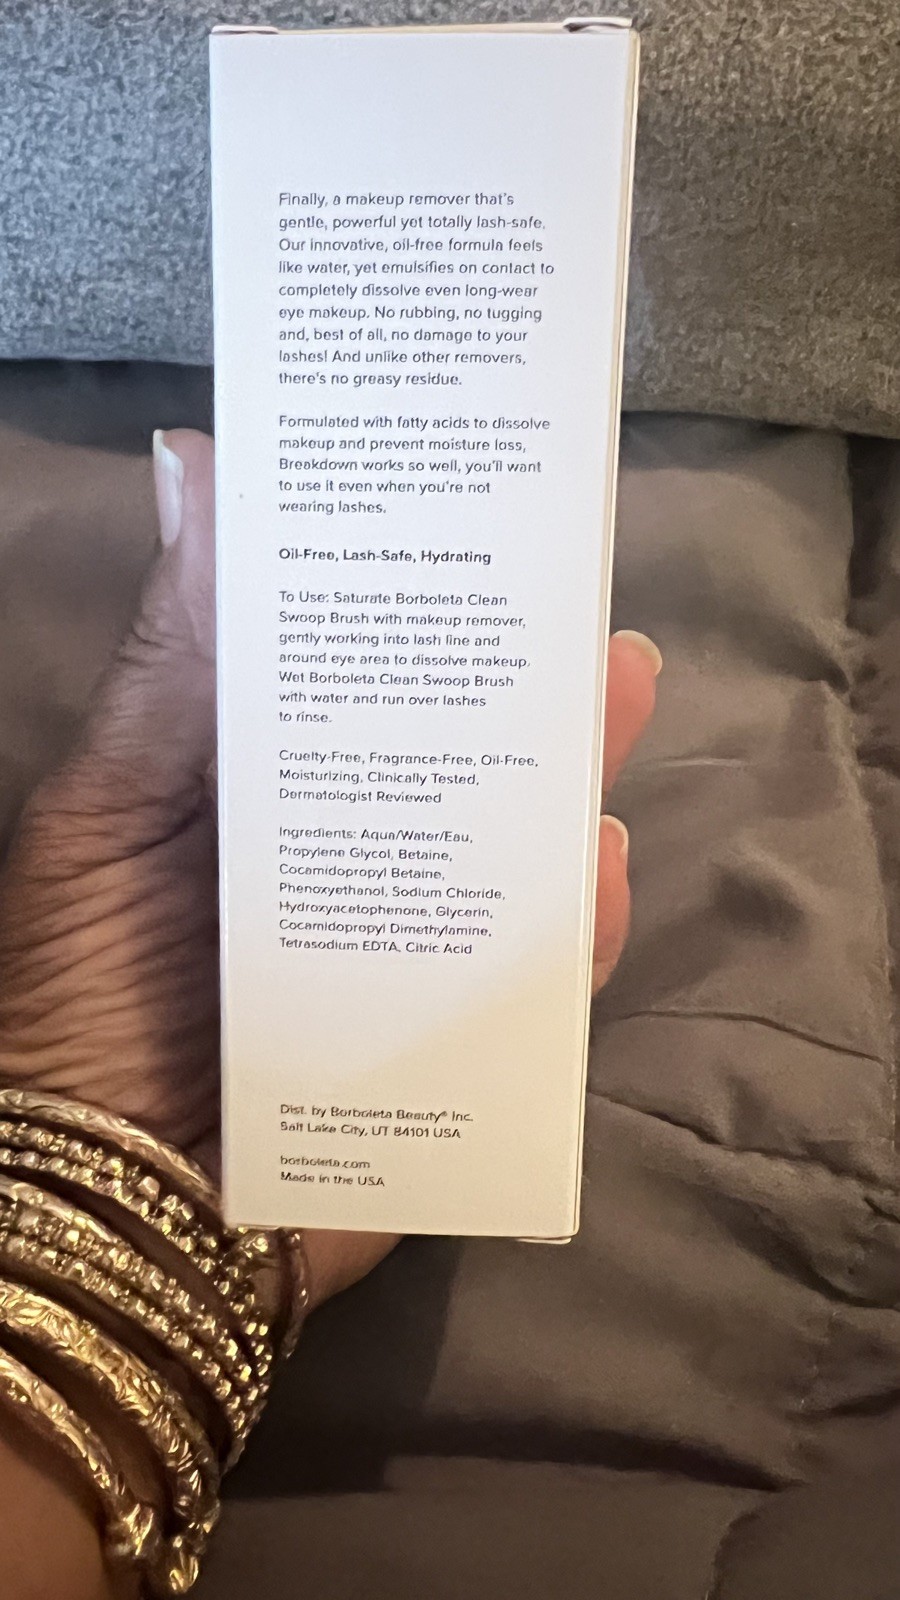 Finally, a makeup remover that's
gentle, powerful yet totally lash-safe.
Our innovative, oil-free formula feels
like water, yet emulsifies on contact to
completely dissolve even long-wear
eye makeup. No rubbing, no tugging
and, best of all, no damage to your
lashes! And unlike other removers,
there's no greasy residue.
Formulated with fatty acids to dissolve
makeup and prevent moisture loss,
Breakdown works so well, you'll want
to use it even when you're not
wearing lashes.
Oil-Free, Lash-Safe, Hydrating
To Use: Saturate Borboleta Clean
Swoop Brush with makeup remover,
gently working into lash line and
around eye area to dissolve makeup.
Wet Borboleta Clean Swoop Brush
with water and run over lashes
to rinse.
Cruelty-Free, Fragrance-Free, Oil-Free,
Moisturizing, Clinically Tested,
Dermatologist Reviewed
Ingredients: Aqua/Water/Eau,
Propylene Glycol, Betaine,
Cocamidopropyl Betaine,
Phenoxyethanol, Sodium Chloride,
Hydroxyacetophenone, Glycerin,
Cocamidopropyl Dimethylamine,
Tetrasodium EDTA, Citric Acid
Dist. by Borboleta Beauty® Inc.
Salt Lake City, UT 84101 USA
borboleta.com
Made in the USA